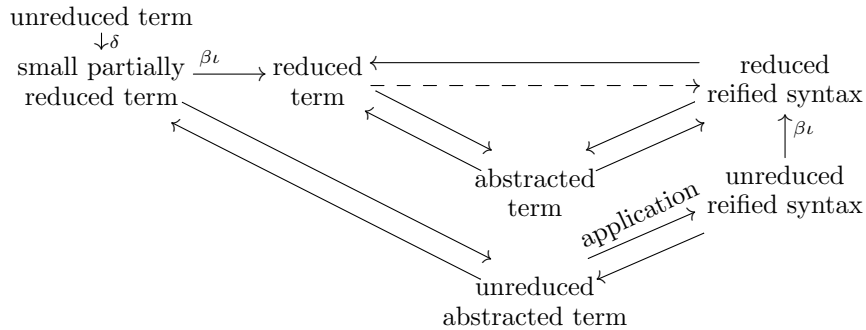 unreduced term
δ
small partially
reduced term
βι
reduced
term
reduced
reified syntax
βι
abstracted
term
unreduced
reified syntax
application
unreduced
abstracted term